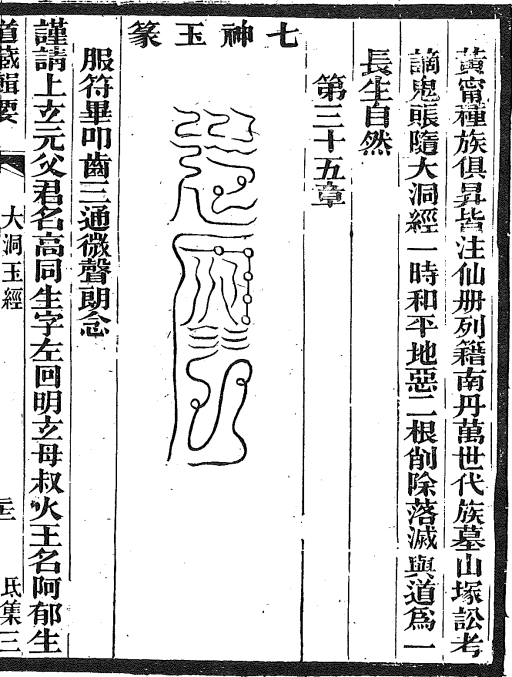 黃甯種族俱昇皆注仙册列籍南丹萬世代族墓山塚訟考
謫鬼賬隨大洞經一時和平地惡二根削除落滅與道爲一
長生自然
第三十五章
七神玉篆
服符畢叩齒三通微聲朗念
謹請上玄元父君名高同生字左回明玄母叔火王名阿郁生
道藏輯要
大洞玉經
氐集三